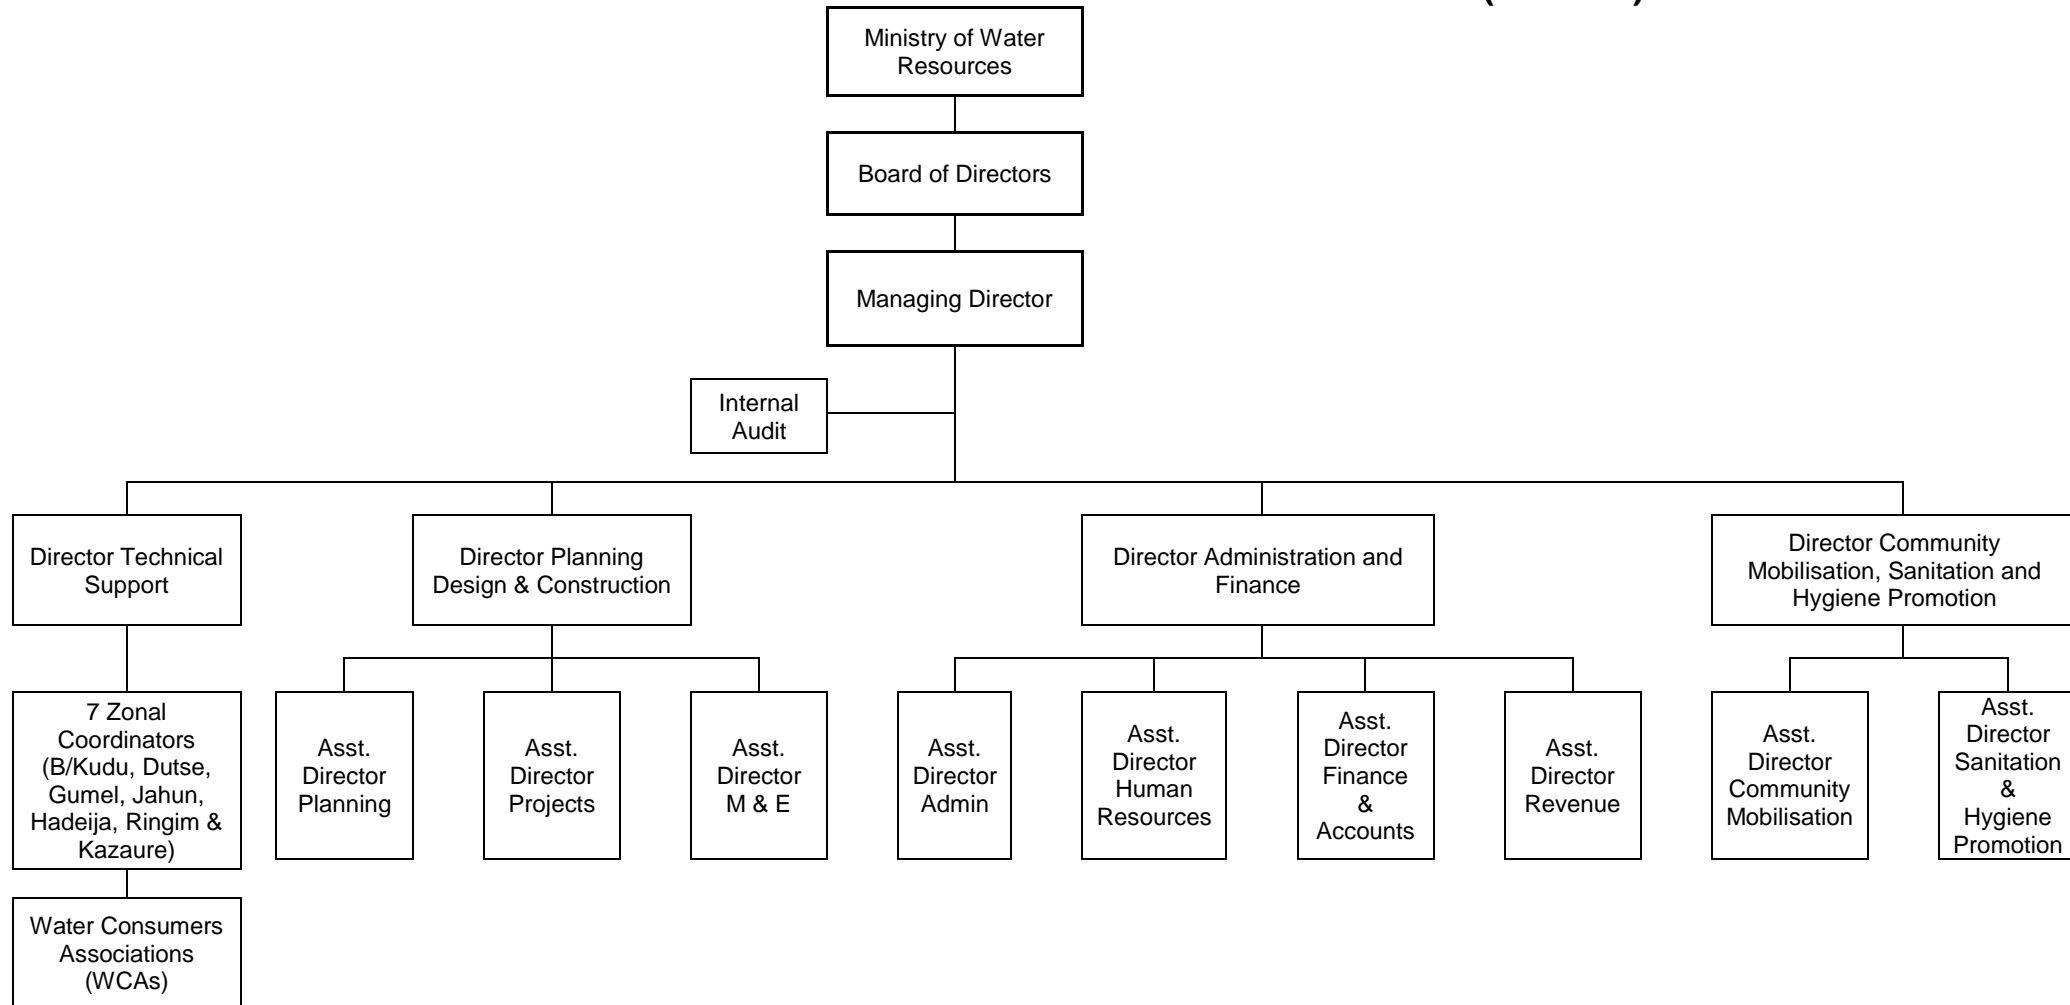 Ministry of Water
Resources
Board of Directors
Managing Director
Internal
Audit
Director Technical
Support
Director Planning
Design & Construction
Director Administration and
Finance
Director Community
Mobilisation, Sanitation and
Hygiene Promotion
7 Zonal
Coordinators
(B/Kudu, Dutse,
Gumel, Jahun,
Hadeija, Ringim &
Kazaure)
Asst.
Director
Planning
Asst.
Director
Projects
Asst.
Director
M & E
Asst.
Director
Admin
Asst.
Director
Human
Resources
Asst.
Director
Finance
&
Accounts
Asst.
Director
Revenue
Asst.
Director
Community
Mobilisation
Asst.
Director
Sanitation
&
Hygiene
Promotion
Water Consumers
Associations
(WCAs)